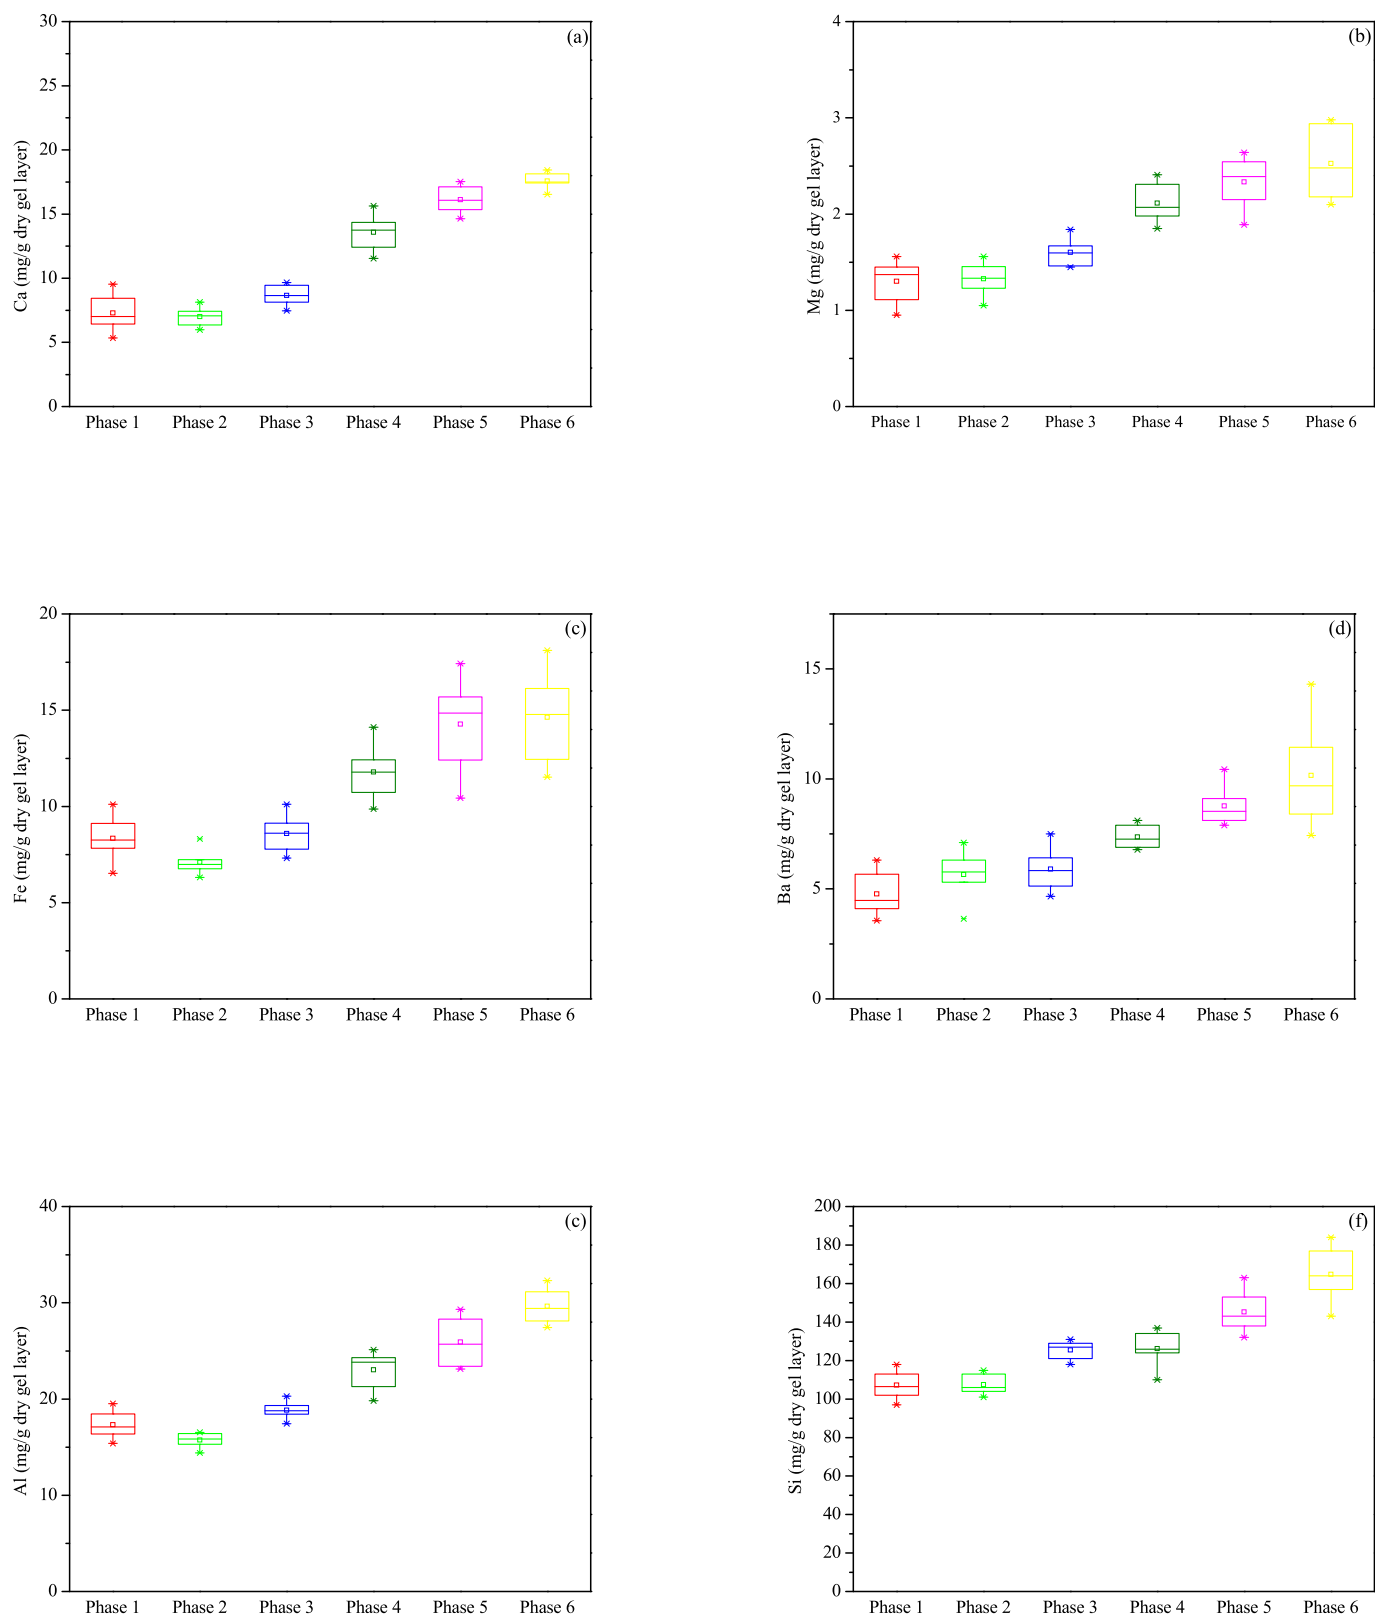 (a)
Ca (mg/g dry gel layer)
30
25
20
15
10
5
0
Phase 1 Phase 2 Phase 3 Phase 4 Phase 5 Phase 6
(b)
Mg (mg/g dry gel layer)
4
3
2
1
0
Phase 1 Phase 2 Phase 3 Phase 4 Phase 5 Phase 6
(c)
Fe (mg/g dry gel layer)
20
15
10
5
0
Phase 1 Phase 2 Phase 3 Phase 4 Phase 5 Phase 6
(d)
Ba (mg/g dry gel layer)
15
10
5
0
Phase 1 Phase 2 Phase 3 Phase 4 Phase 5 Phase 6
(c)
Al (mg/g dry gel layer)
40
30
20
10
0
Phase 1 Phase 2 Phase 3 Phase 4 Phase 5 Phase 6
(f)
Si (mg/g dry gel layer)
200
180
160
140
120
100
80
60
40
20
0
Phase 1 Phase 2 Phase 3 Phase 4 Phase 5 Phase 6